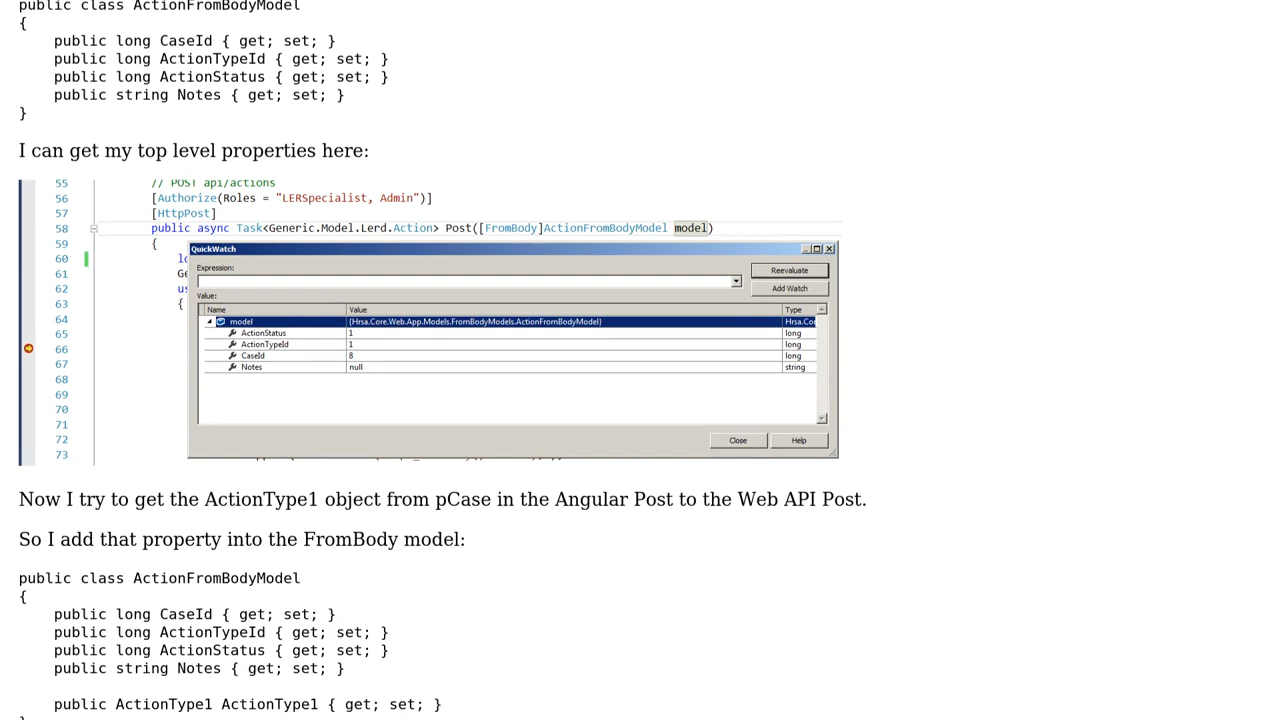 public class ActionFromBodyModel
{
    public long CaseId { get; set; }
    public long ActionTypeId { get; set; }
    public long ActionStatus { get; set; }
    public string Notes { get; set; }
}
I can get my top level properties here:
55 // POST api/actions
56 [Authorize(Roles = "LERSpecialist, Admin")]
57 [HttpPost]
58 public async Task<Generic.Model.Lerd.Action> Post([FromBody]ActionFromBodyModel model)
59 {
QuickWatch
60 lo
Expression:
Reevaluate
61 Ge
62 us
Add Watch
Value:
63 {
Name Value Type
64 model {Hrsa.Core.Web.App.Models.FromBodyModels.ActionFromBodyModel} Hrsa.Cor
65 ActionStatus 1 long
66 ActionTypeId 1 long
CaseId 8 long
67 Notes null string
68
69
70
71
72
Close Help
73
Now I try to get the ActionType1 object from pCase in the Angular Post to the Web API Post.
So I add that property into the FromBody model:
public class ActionFromBodyModel
{
    public long CaseId { get; set; }
    public long ActionTypeId { get; set; }
    public long ActionStatus { get; set; }
    public string Notes { get; set; }
    public ActionType1 ActionType1 { get; set; }
}